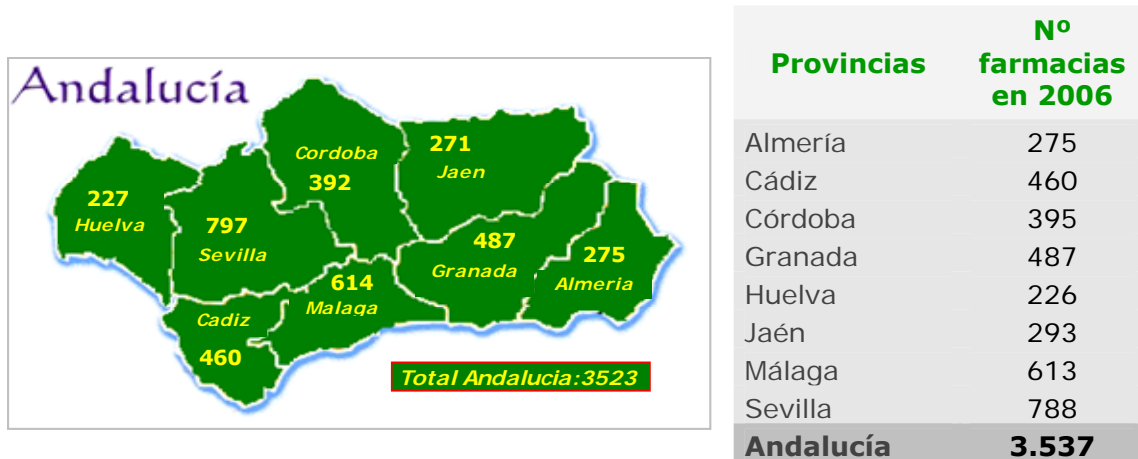 Andalucía
227
Huelva
797
Sevilla
Cordoba
392
271
Jaen
487
Granada
275
Almeria
614
Malaga
Cadiz
460
Total Andalucia:3523
Provincias Nº farmacias en 2006
Almería 275
Cádiz 460
Córdoba 395
Granada 487
Huelva 226
Jaén 293
Málaga 613
Sevilla 788
Andalucía 3.537